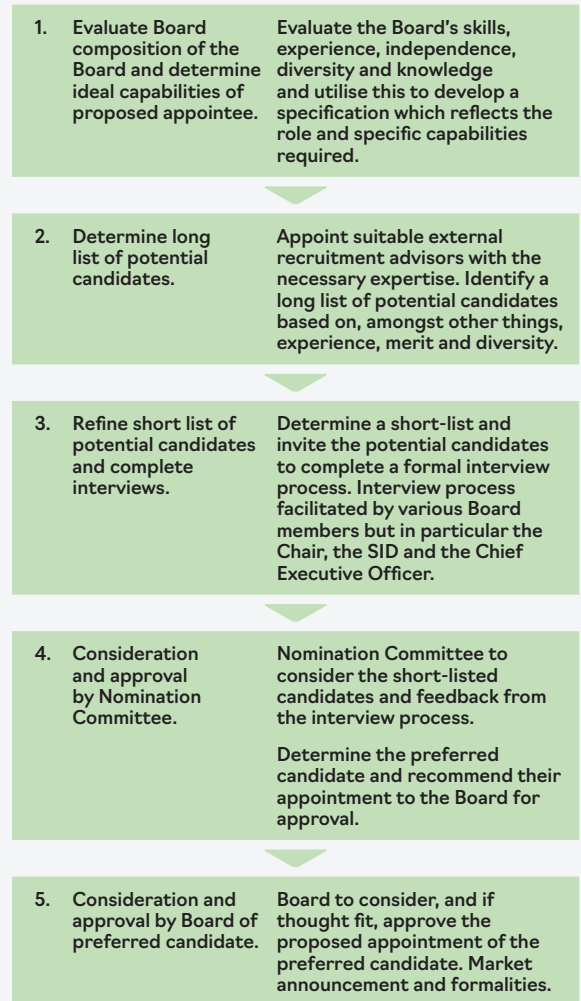 1. Evaluate Board
composition of the
Board and determine
ideal capabilities of
proposed appointee.
Evaluate the Board’s skills,
experience, independence,
diversity and knowledge
and utilise this to develop a
specification which reflects the
role and specific capabilities
required.
2. Determine long
list of potential
candidates.
Appoint suitable external
recruitment advisors with the
necessary expertise. Identify a
long list of potential candidates
based on, amongst other things,
experience, merit and diversity.
3. Refine short list of
potential candidates
and complete
interviews.
Determine a short-list and
invite the potential candidates
to complete a formal interview
process. Interview process
facilitated by various Board
members but in particular the
Chair, the SID and the Chief
Executive Officer.
4. Consideration
and approval
by Nomination
Committee.
Nomination Committee to
consider the short-listed
candidates and feedback from
the interview process.
Determine the preferred
candidate and recommend their
appointment to the Board for
approval.
5. Consideration and
approval by Board of
preferred candidate.
Board to consider, and if
thought fit, approve the
proposed appointment of the
preferred candidate. Market
announcement and formalities.